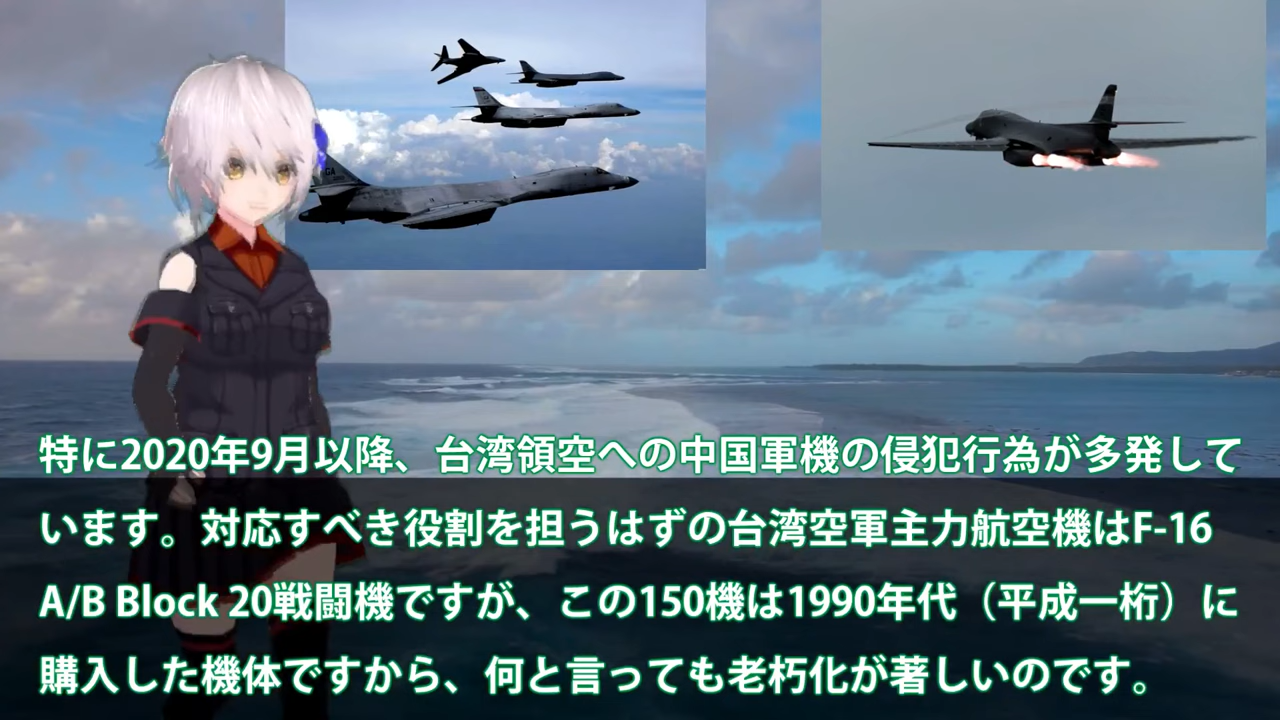 GA
特に2020年9月以降、台湾領空への中国軍機の侵犯行為が多発して
います。対応すべき役割を担うはずの台湾空軍主力航空機はF-16
A/B Block 20戦闘機ですが、この150機は1990年代（平成一桁）に
購入した機体ですから、何と言っても老朽化が著しいのです。